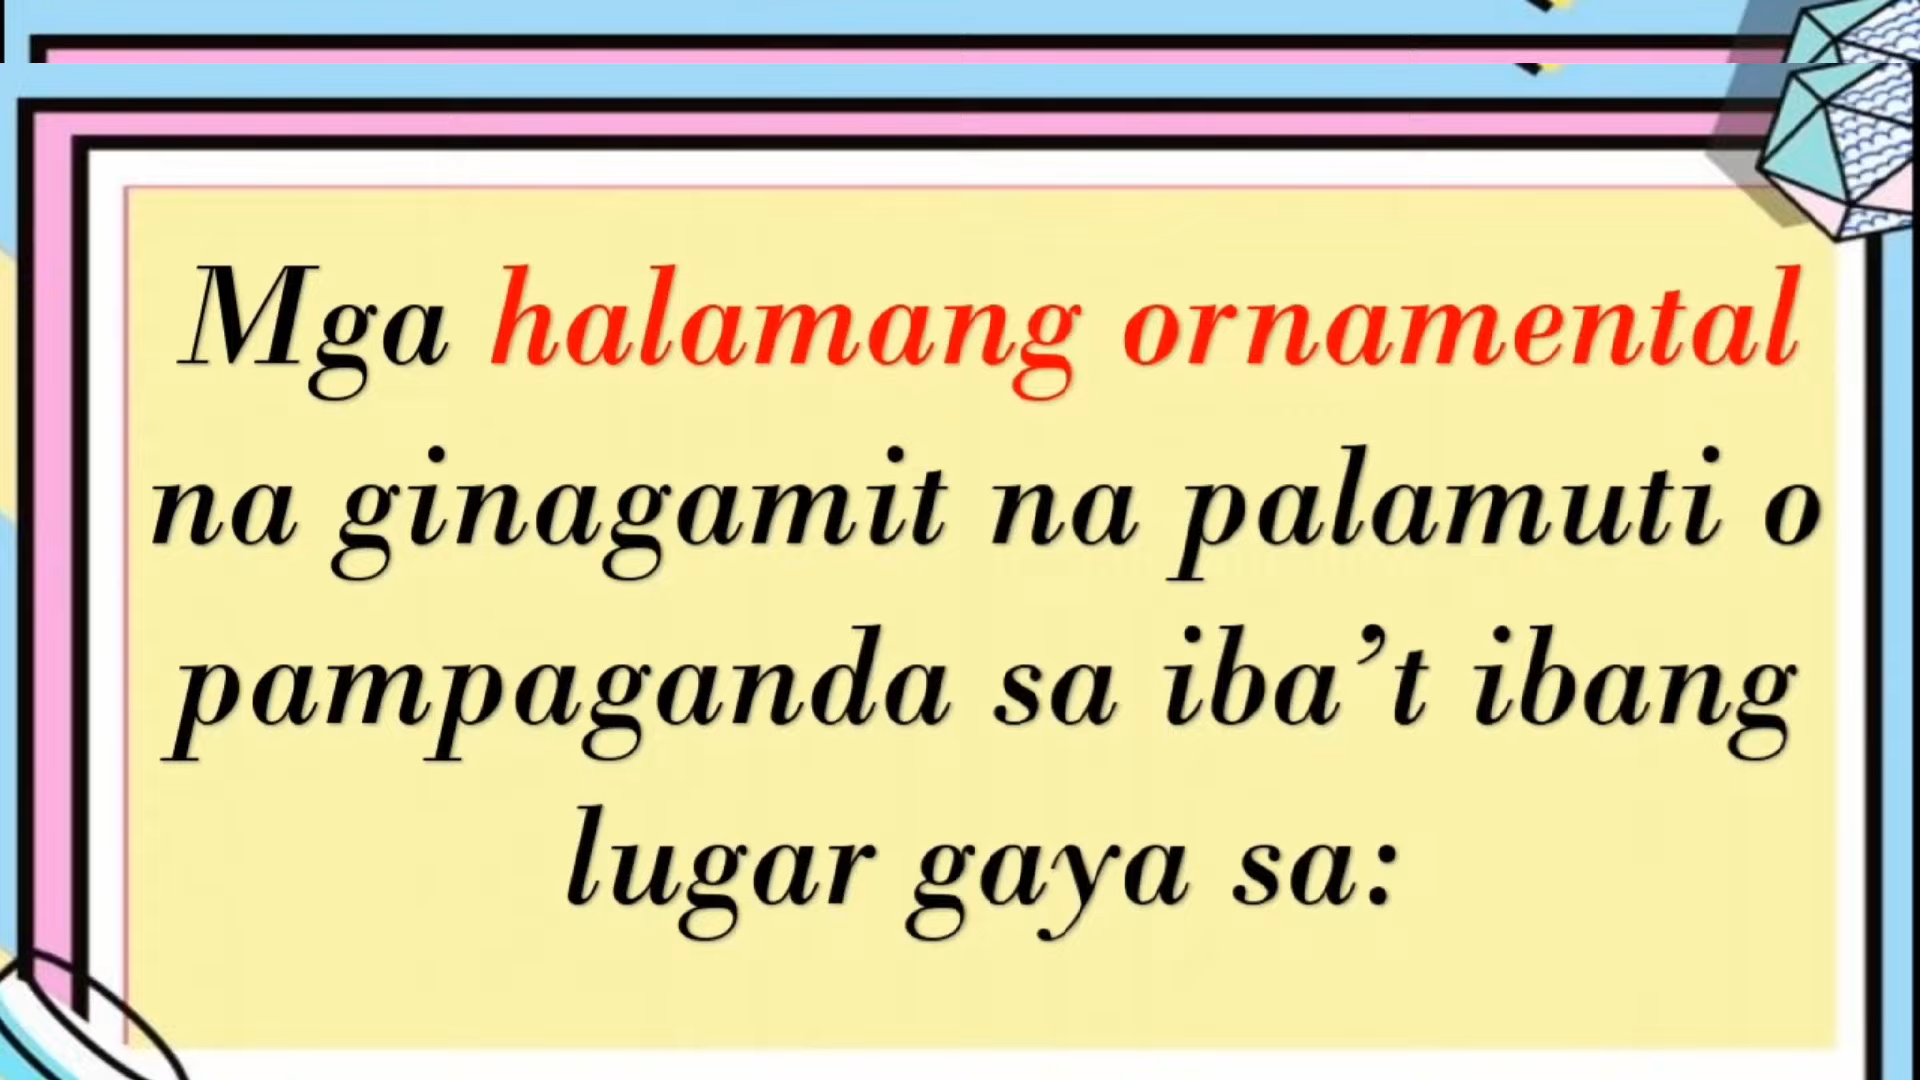 Mga halamang ornamental
na ginagamit na palamuti o
pampaganda sa iba’t ibang
lugar gaya sa: